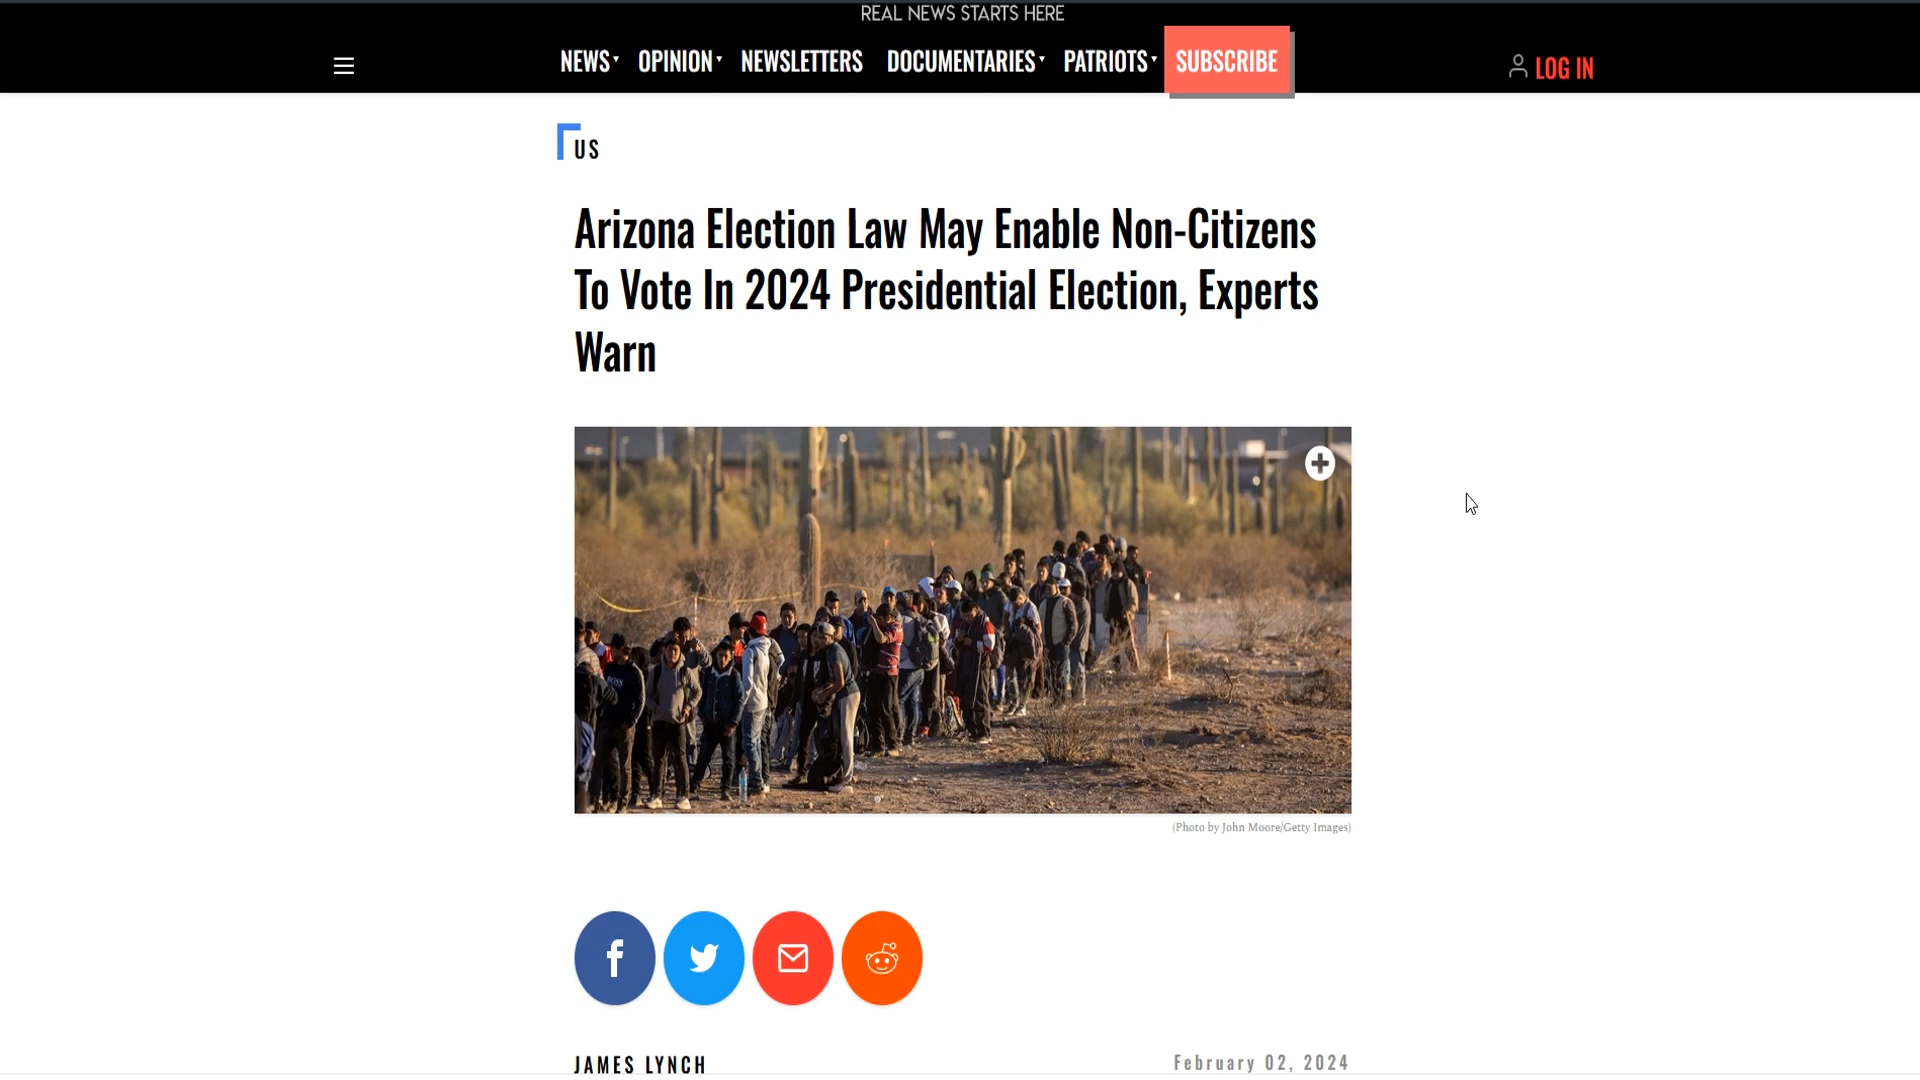 REAL NEWS STARTS HERE
NEWS OPINION NEWSLETTERS DOCUMENTARIES PATRIOTS SUBSCRIBE
LOG IN
US
Arizona Election Law May Enable Non-Citizens
To Vote In 2024 Presidential Election, Experts
Warn
BOSS
(Photo by John Moore/Getty Images)
JAMES LYNCH
February 02, 2024